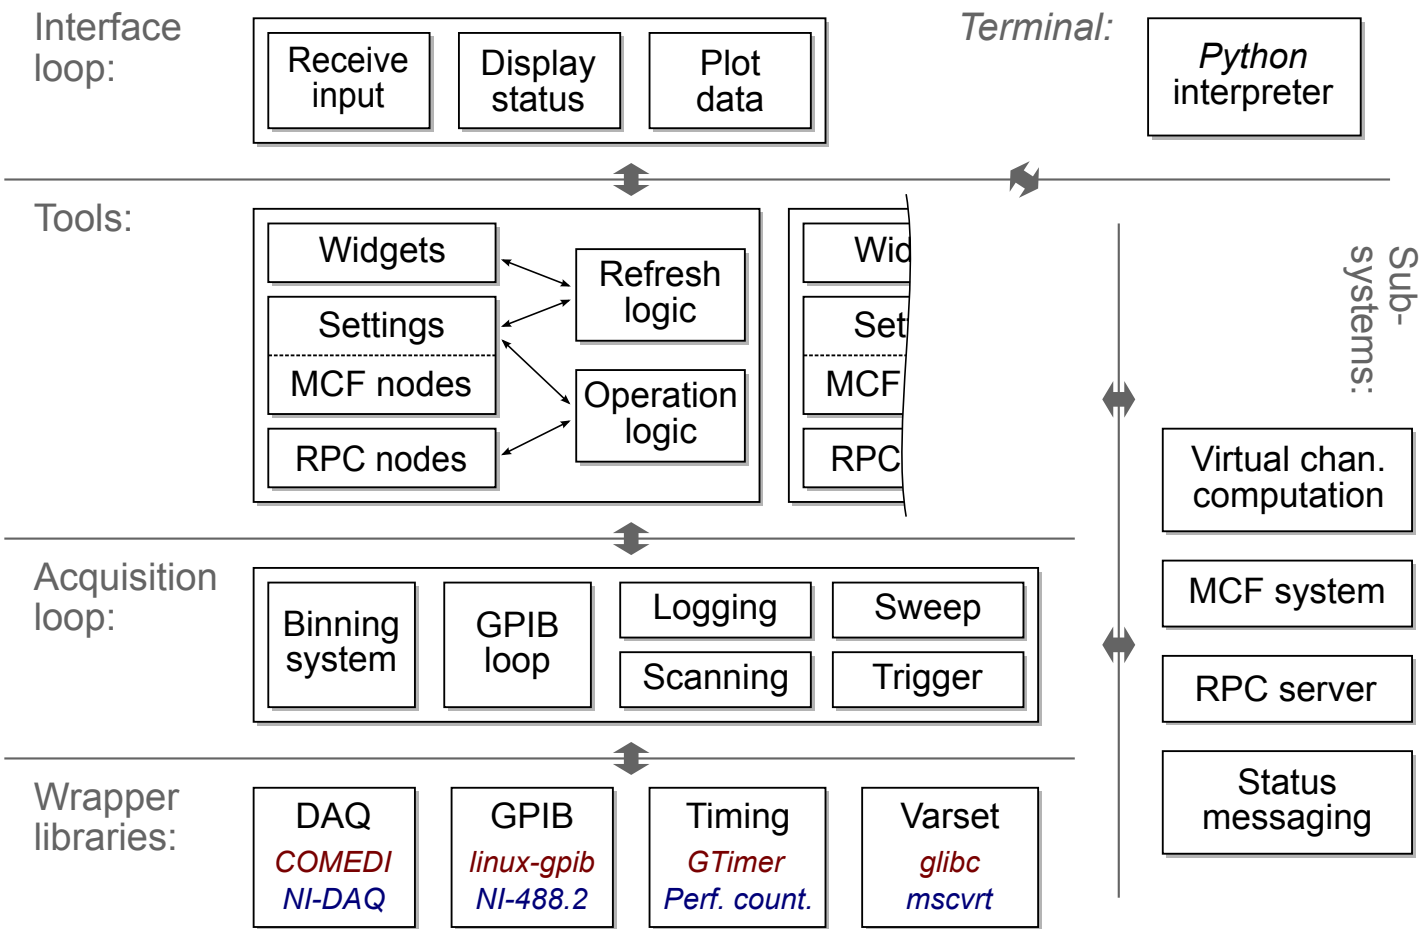 Interface
loop:
Receive
input
Display
status
Plot
data
Terminal:
Python
interpreter
Tools:
Widgets
Settings
MCF nodes
RPC nodes
Refresh
logic
Operation
logic
Wid
Set
MCF
RPC
Sub-
systems:
Virtual chan.
computation
MCF system
RPC server
Status
messaging
Acquisition
loop:
Binning
system
GPIB
loop
Logging
Scanning
Sweep
Trigger
Wrapper
libraries:
DAQ
COMEDI
NI-DAQ
GPIB
linux-gpib
NI-488.2
Timing
GTimer
Perf. count.
Varset
glibc
mscvrt